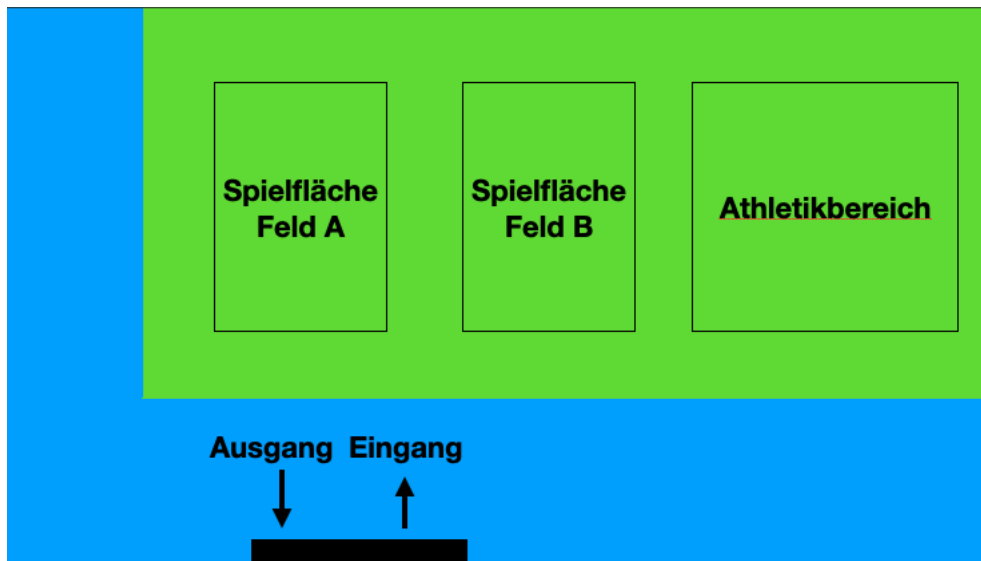 Spielfläche
Feld A
Spielfläche
Feld B
Athletikbereich
Ausgang Eingang